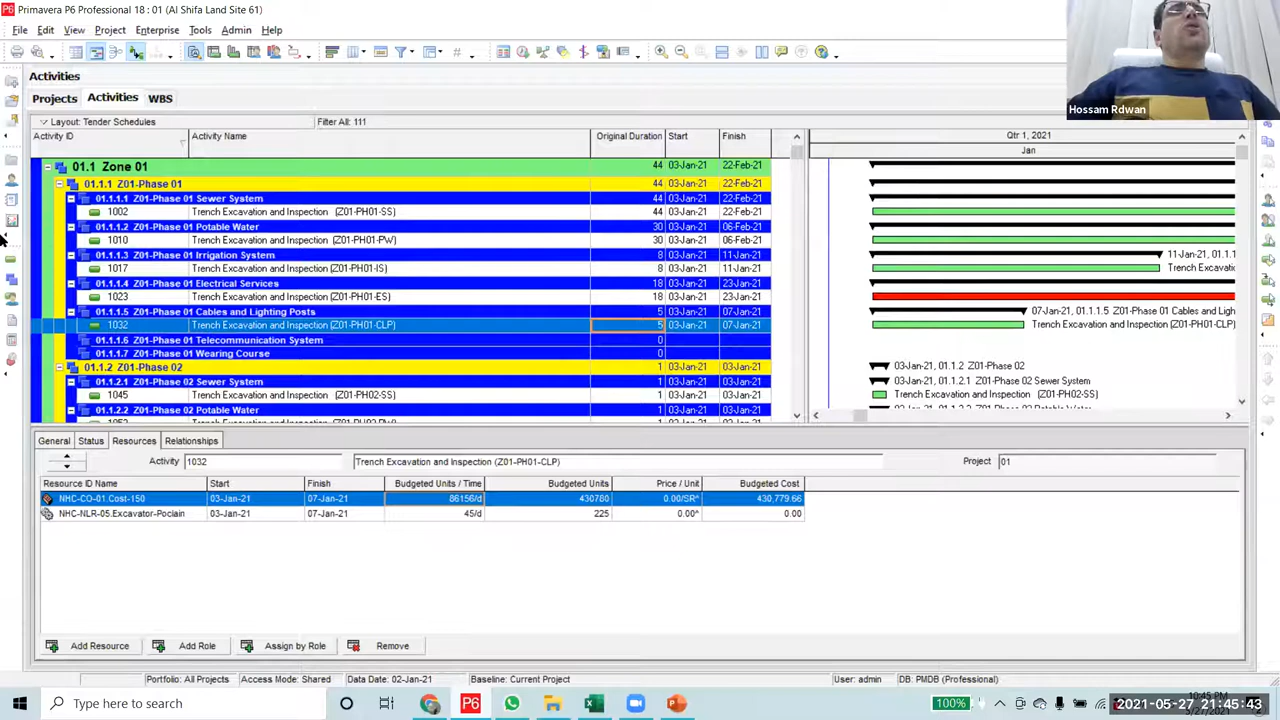 Primavera P6 Professional 18 : 01 (Al Shifa Land Site 61)
File Edit View Project Enterprise Tools Admin Help
Activities
Projects Activities WBS
Layout: Tender Schedules Filter All: 111
Activity ID Activity Name Original Duration Start Finish Qtr 1, 2021
Jan
01.1 Zone 01 44 03-Jan-21 22-Feb-21
01.1.1 Z01-Phase 01 44 03-Jan-21 22-Feb-21
01.1.1.1 Z01-Phase 01 Sewer System 44 03-Jan-21 22-Feb-21
1002 Trench Excavation and Inspection (Z01-PH01-SS) 44 03-Jan-21 22-Feb-21
01.1.1.2 Z01-Phase 01 Potable Water 30 03-Jan-21 06-Feb-21
1010 Trench Excavation and Inspection (Z01-PH01-PW) 30 03-Jan-21 06-Feb-21
01.1.1.3 Z01-Phase 01 Irrigation System 8 03-Jan-21 11-Jan-21 11-Jan-21, 01.1.1
1017 Trench Excavation and Inspection (Z01-PH01-IS) 8 03-Jan-21 11-Jan-21 Trench Excavati
01.1.1.4 Z01-Phase 01 Electrical Services 18 03-Jan-21 23-Jan-21
1023 Trench Excavation and Inspection (Z01-PH01-ES) 18 03-Jan-21 23-Jan-21
01.1.1.5 Z01-Phase 01 Cables and Lighting Posts 5 03-Jan-21 07-Jan-21 07-Jan-21, 01.1.1.5 Z01-Phase 01 Cables and Ligh
1032 Trench Excavation and Inspection (Z01-PH01-CLP) 5 03-Jan-21 07-Jan-21 Trench Excavation and Inspection (Z01-PH01-CLP)
01.1.1.6 Z01-Phase 01 Telecommunication System 0
01.1.1.7 Z01-Phase 01 Wearing Course 0
01.1.2 Z01-Phase 02 1 03-Jan-21 03-Jan-21 03-Jan-21, 01.1.2 Z01-Phase 02
01.1.2.1 Z01-Phase 02 Sewer System 1 03-Jan-21 03-Jan-21 03-Jan-21, 01.1.2.1 Z01-Phase 02 Sewer System
1045 Trench Excavation and Inspection (Z01-PH02-SS) 1 03-Jan-21 03-Jan-21 Trench Excavation and Inspection (Z01-PH02-SS)
01.1.2.2 Z01-Phase 02 Potable Water 1 03-Jan-21 03-Jan-21
General Status Resources Relationships
Activity 1032 Trench Excavation and Inspection (Z01-PH01-CLP) Project 01
Resource ID Name Start Finish Budgeted Units / Time Budgeted Units Price / Unit Budgeted Cost
NHC-CO-01.Cost-150 03-Jan-21 07-Jan-21 86156/d 430780 0.00/SR^ 430,779.66
NHC-NLR-05.Excavator-Poclain 03-Jan-21 07-Jan-21 45/d 225 0.00^ 0.00
Add Resource Add Role Assign by Role Remove
Portfolio: All Projects Access Mode: Shared Data Date: 02-Jan-21 Baseline: Current Project User: admin DB: PMDB (Professional)
Type here to search
100%
2021-05-27 21:45:43
Hossam Rdwan